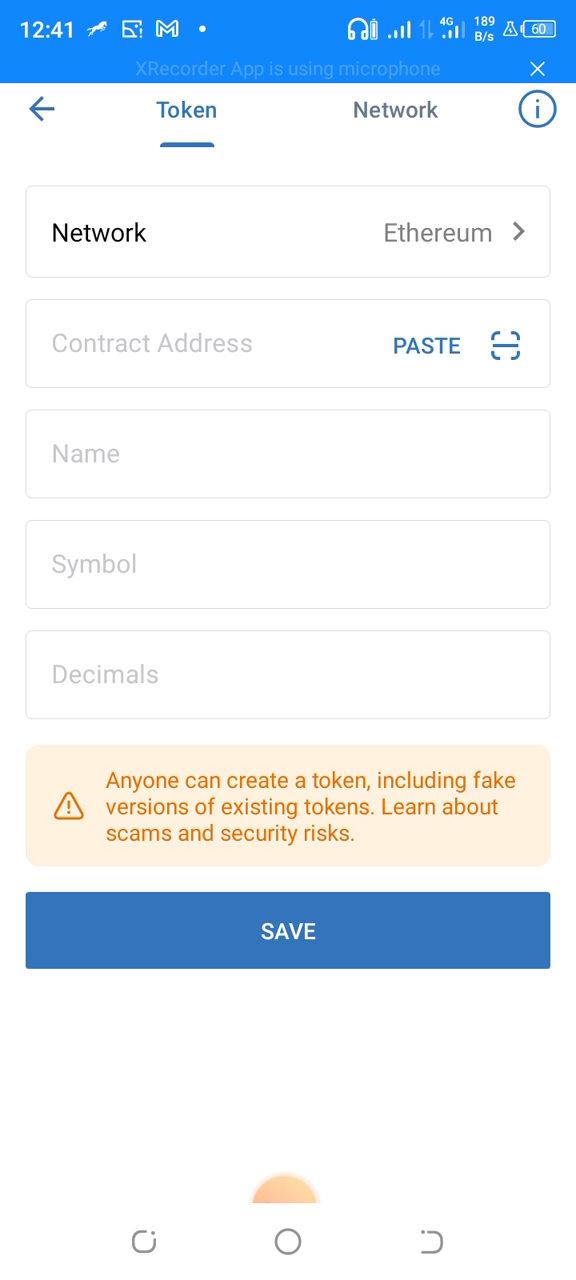 12:41
4G
189
B/s
60
XRecorder App is using microphone
Token
Network
Network
Ethereum
Contract Address
PASTE
Name
Symbol
Decimals
Anyone can create a token, including fake
versions of existing tokens. Learn about
scams and security risks.
SAVE